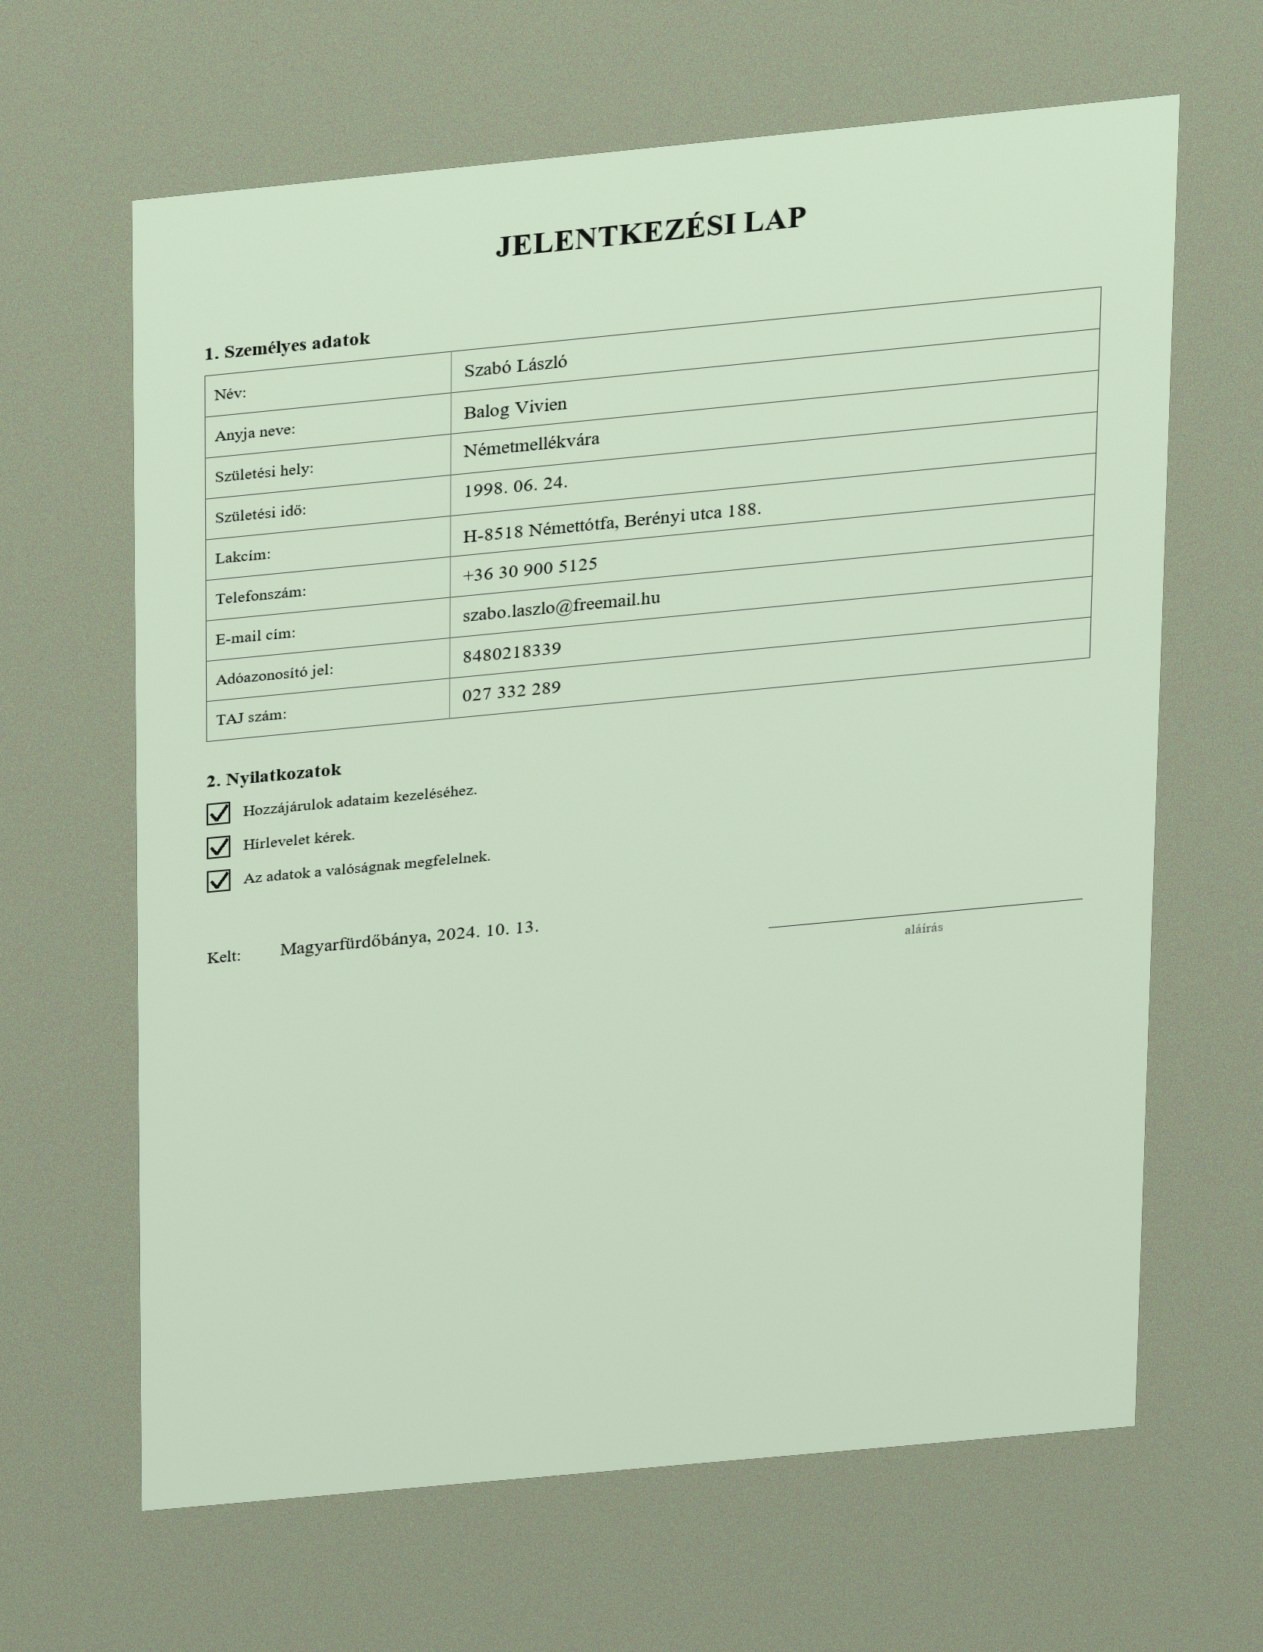 JELENTKEZÉSI LAP
1. Személyes adatok
Név: Szabó László
Anyja neve: Balog Vivien
Születési hely: Németmellékvára
Születési idő: 1998. 06. 24.
Lakcím: H-8518 Némettótfa, Berényi utca 188.
Telefonszám: +36 30 900 5125
E-mail cím: szabo.laszlo@freemail.hu
Adóazonosító jel: 8480218339
TAJ szám: 027 332 289
2. Nyilatkozatok
Hozzájárulok adataim kezeléséhez.
Hírlevelet kérek.
Az adatok a valóságnak megfelelnek.
Kelt: Magyarfürdőbánya, 2024. 10. 13.
aláírás